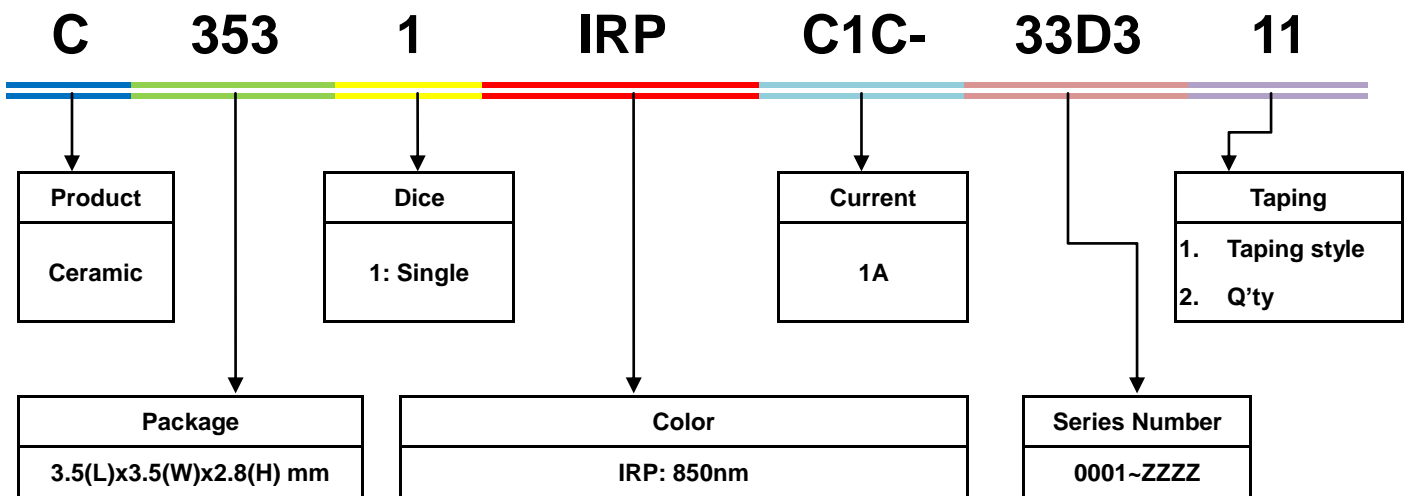 C 353 1 IRP C1C- 33D3 11
Product
Ceramic
Dice
1: Single
Current
1A
Taping
1. Taping style
2. Q’ty
Package
3.5(L)x3.5(W)x2.8(H) mm
Color
IRP: 850nm
Series Number
0001~ZZZZ